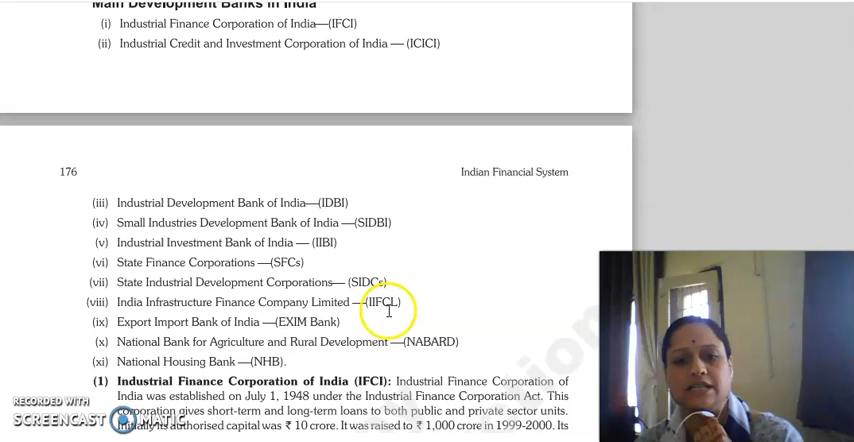 Main Development Banks in India
(i) Industrial Finance Corporation of India—(IFCI)
(ii) Industrial Credit and Investment Corporation of India — (ICICI)
176 Indian Financial System
(iii) Industrial Development Bank of India—(IDBI)
(iv) Small Industries Development Bank of India —(SIDBI)
(v) Industrial Investment Bank of India — (IIBI)
(vi) State Finance Corporations —(SFCs)
(vii) State Industrial Development Corporations— (SIDCs)
(viii) India Infrastructure Finance Company Limited —(IIFCL)
(ix) Export Import Bank of India —(EXIM Bank)
(x) National Bank for Agriculture and Rural Development —(NABARD)
(xi) National Housing Bank —(NHB).
(1) Industrial Finance Corporation of India (IFCI): Industrial Finance Corporation of
India was established on July 1, 1948 under the Industrial Finance Corporation Act. This
corporation gives short-term and long-term loans to both public and private sector units.
Initially its authorised capital was ₹ 10 crore. It was raised to ₹ 1,000 crore in 1999-2000. Its
RECORDED WITH
SCREENCAST MATIC